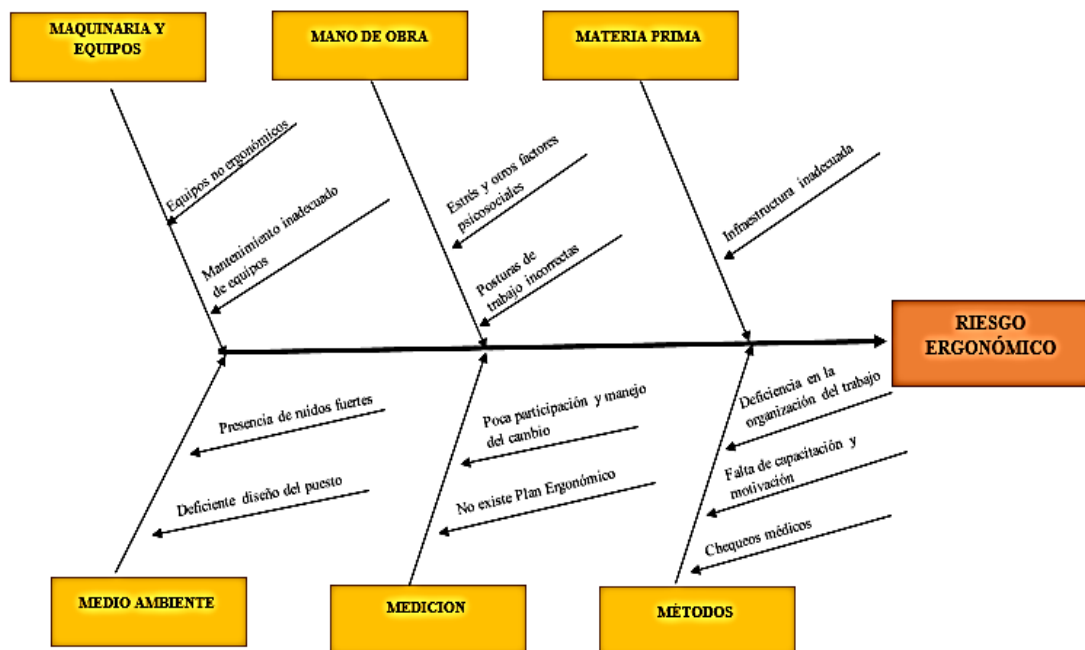 MAQUINARIA Y
EQUIPOS
MANO DE OBRA
MATERIA PRIMA
Equipos no ergonómicos
Mantenimiento inadecuado
de equipos
Estrés y otros factores
psicosociales
Posturas de
trabajo incorrectas
Infraestructura inadecuada
RIESGO
ERGONÓMICO
Presencia de ruidos fuertes
Deficiente diseño del puesto
Poca participación y manejo
del cambio
No existe Plan Ergonómico
Deficiencia en la
organización del trabajo
Falta de capacitación y
motivación
Chequeos médicos
MEDIO AMBIENTE
MEDICION
MÉTODOS